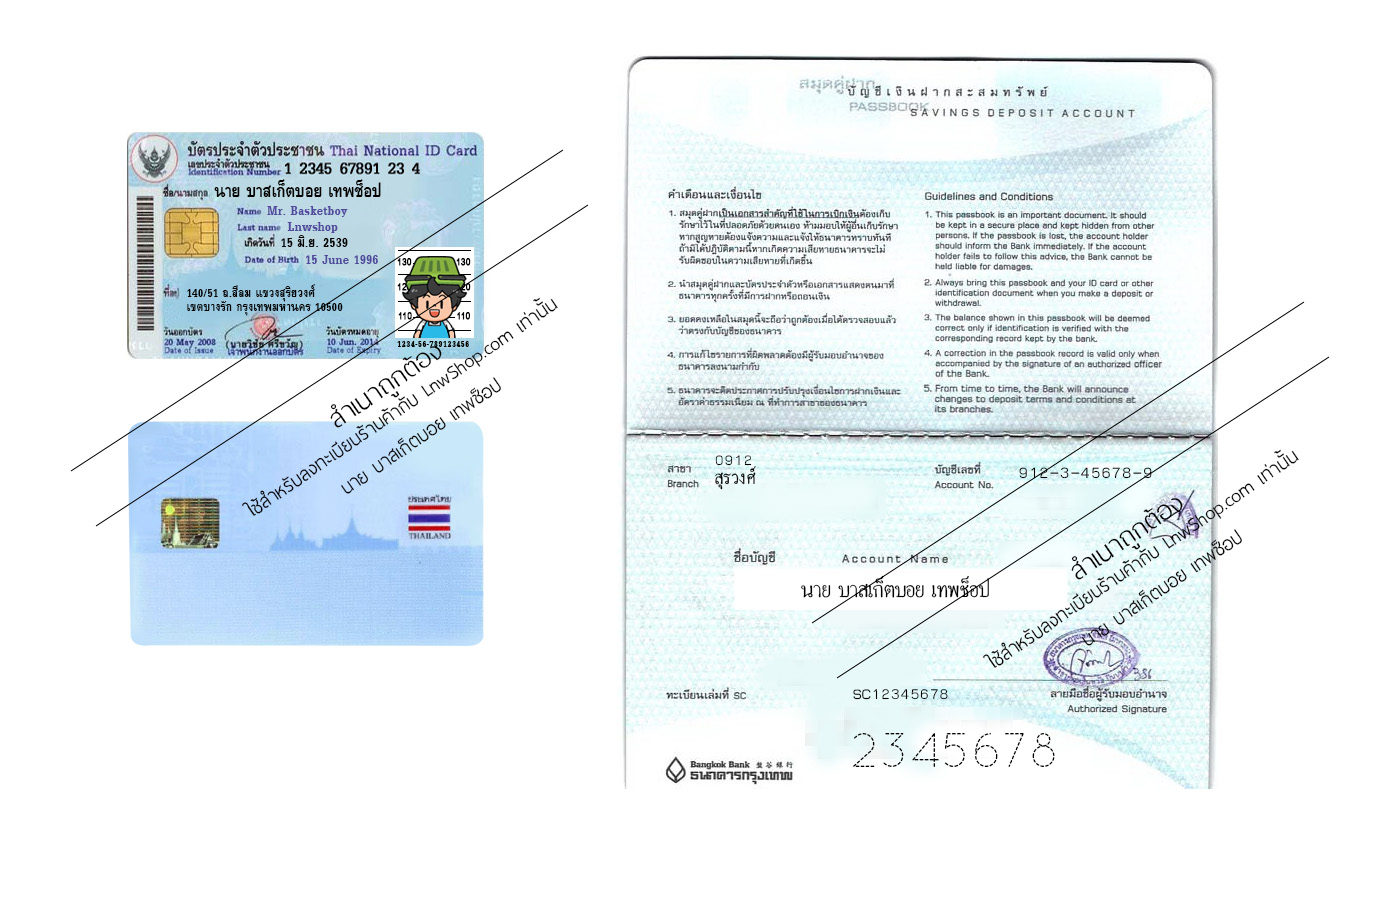 บัตรประจำตัวประชาชน Thai National ID Card
เลขประจำตัวประชาชน
Identification Number 1 2345 67891 23 4
ชื่อ/นามสกุล นาย บาสเก็ตบอย เทพช็อป
Name Mr. Basketboy
Last name Lnwshop
เกิดวันที่ 15 มิ.ย. 2539
Date of Birth 15 June 1996
ที่อยู่ 140/51 ถ.สีลม แขวงสุริยวงศ์
เขตบางรัก กรุงเทพมหานคร 10500
130 130
120
110 110
วันออกบัตร
20 May 2008
Date of Issue
เจ้าพนักงานออกบัตร
วันบัตรหมดอายุ
10 Jun. 2014
Date of Expiry
1234-56-789123456
สำเนาถูกต้อง
ใช้สำหรับลงทะเบียนร้านค้ากับ LnwShop.com เท่านั้น
นาย บาสเก็ตบอย เทพช็อป
ประเทศไทย
THAILAND
สมุดคู่ฝาก
บัญชีเงินฝากสะสมทรัพย์
PASSBOOK
SAVINGS DEPOSIT ACCOUNT
คำเตือนและเงื่อนไข
1. สมุดคู่ฝากเป็นเอกสารสำคัญที่ใช้ในการเบิกเงินต้องเก็บ
รักษาไว้ในที่ปลอดภัยด้วยตนเอง ห้ามมอบให้ผู้อื่นเก็บรักษา
หากสูญหายต้องแจ้งความและแจ้งให้ธนาคารทราบทันที
ถ้ามิได้ปฏิบัติตามนี้หากเกิดความเสียหายธนาคารจะไม่
รับผิดชอบในความเสียหายที่เกิดขึ้น
2. นำสมุดคู่ฝากและบัตรประจำตัวหรือเอกสารแสดงตนมาที่
ธนาคารทุกครั้งที่มีการฝากหรือถอนเงิน
3. ยอดคงเหลือในสมุดนี้จะถือว่าถูกต้องเมื่อได้ตรวจสอบแล้ว
ว่าตรงกับบัญชีของธนาคาร
4. การแก้ไขรายการที่ผิดพลาดต้องมีผู้รับมอบอำนาจของ
ธนาคารลงนามกำกับ
5. ธนาคารจะติดประกาศการปรับปรุงเงื่อนไขการฝากเงินและ
อัตราค่าธรรมเนียม ณ ที่ทำการสาขาของธนาคาร
Guidelines and Conditions
1. This passbook is an important document. It should
be kept in a secure place and kept hidden from other
persons. If the passbook is lost, the account holder
should inform the Bank immediately. If the account
holder fails to follow this advice, the Bank cannot be
held liable for damages.
2. Always bring this passbook and your ID card or other
identification document when you make a deposit or
withdrawal.
3. The balance shown in this passbook will be deemed
correct only if identification is verified with the
corresponding record kept by the bank.
4. A correction in the passbook record is valid only when
accompanied by the signature of an authorized officer
of the Bank.
5. From time to time, the Bank will announce
changes to deposit terms and conditions at
its branches.
สาขา 0912
Branch สุรวงศ์
บัญชีเลขที่ 912-3-45678-9
Account No.
ชื่อบัญชี Account Name
นาย บาสเก็ตบอย เทพช็อป
สำเนาถูกต้อง
ใช้สำหรับลงทะเบียนร้านค้ากับ LnwShop.com เท่านั้น
นาย บาสเก็ตบอย เทพช็อป
ทะเบียนเล่มที่ SC SC12345678
ลายมือชื่อผู้รับมอบอำนาจ
Authorized Signature
2345678
Bangkok Bank 盤谷銀行
ธนาคารกรุงเทพ